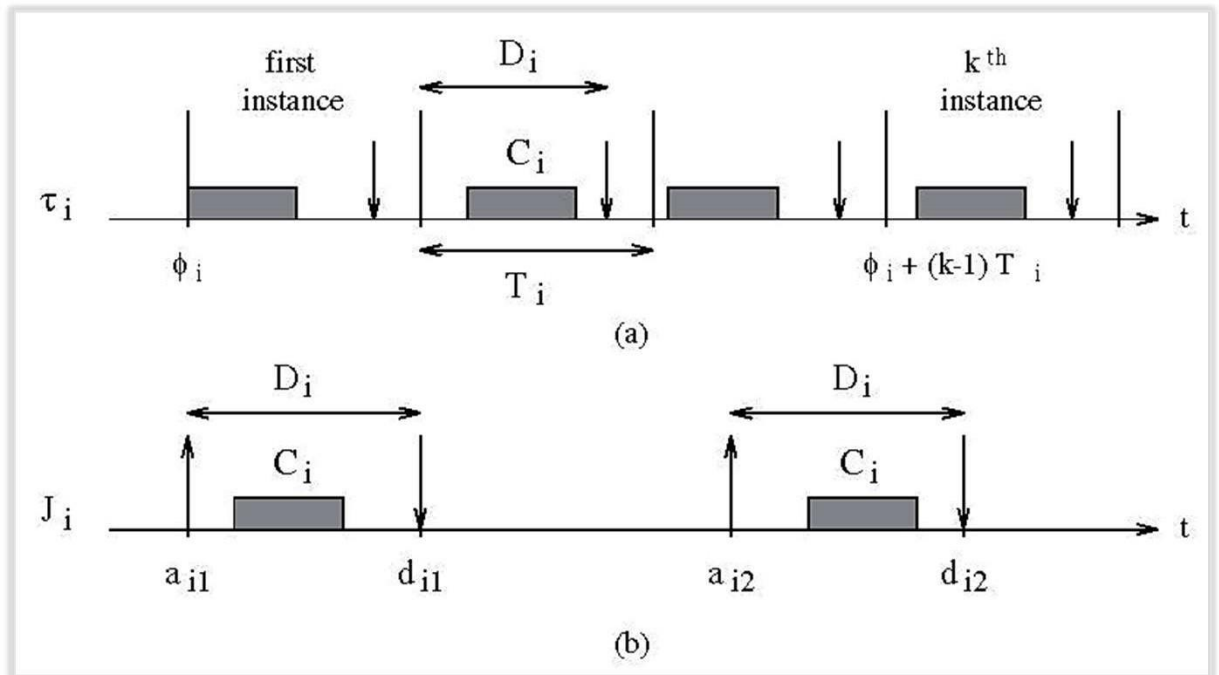 first
instance
D i
k th
instance
C i
τ i
t
ϕ i
T i
ϕ i + (k-1) T i
(a)
D i
D i
C i
C i
J i
t
a i1
d i1
a i2
d i2
(b)